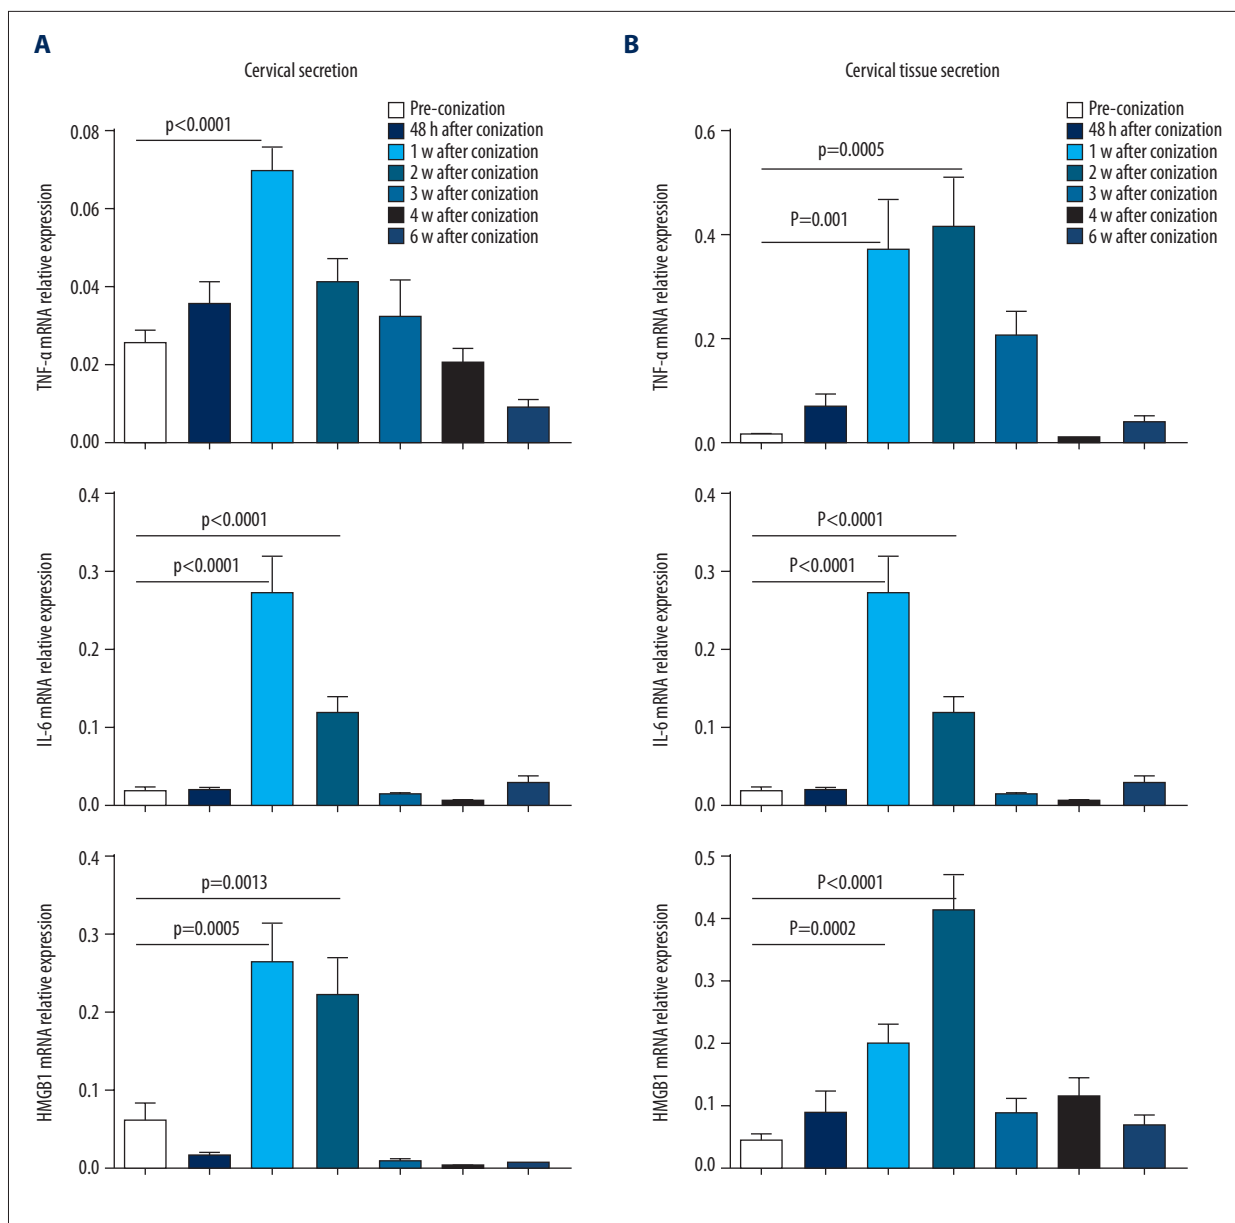 A
Cervical secretion
Pre-conization
48 h after conization
1 w after conization
2 w after conization
3 w after conization
4 w after conization
6 w after conization
TNF-α mRNA relative expression
0.08
0.06
0.04
0.02
0.00
p<0.0001
IL-6 mRNA relative expression
0.4
0.3
0.2
0.1
0.0
p<0.0001
p<0.0001
HMGB1 mRNA relative expression
0.4
0.3
0.2
0.1
0.0
p=0.0013
p=0.0005
B
Cervical tissue secretion
Pre-conization
48 h after conization
1 w after conization
2 w after conization
3 w after conization
4 w after conization
6 w after conization
TNF-α mRNA relative expression
0.6
0.4
0.2
0.0
p=0.0005
P=0.001
IL-6 mRNA relative expression
0.4
0.3
0.2
0.1
0.0
P<0.0001
P<0.0001
HMGB1 mRNA relative expression
0.5
0.4
0.3
0.2
0.1
0.0
P<0.0001
P=0.0002